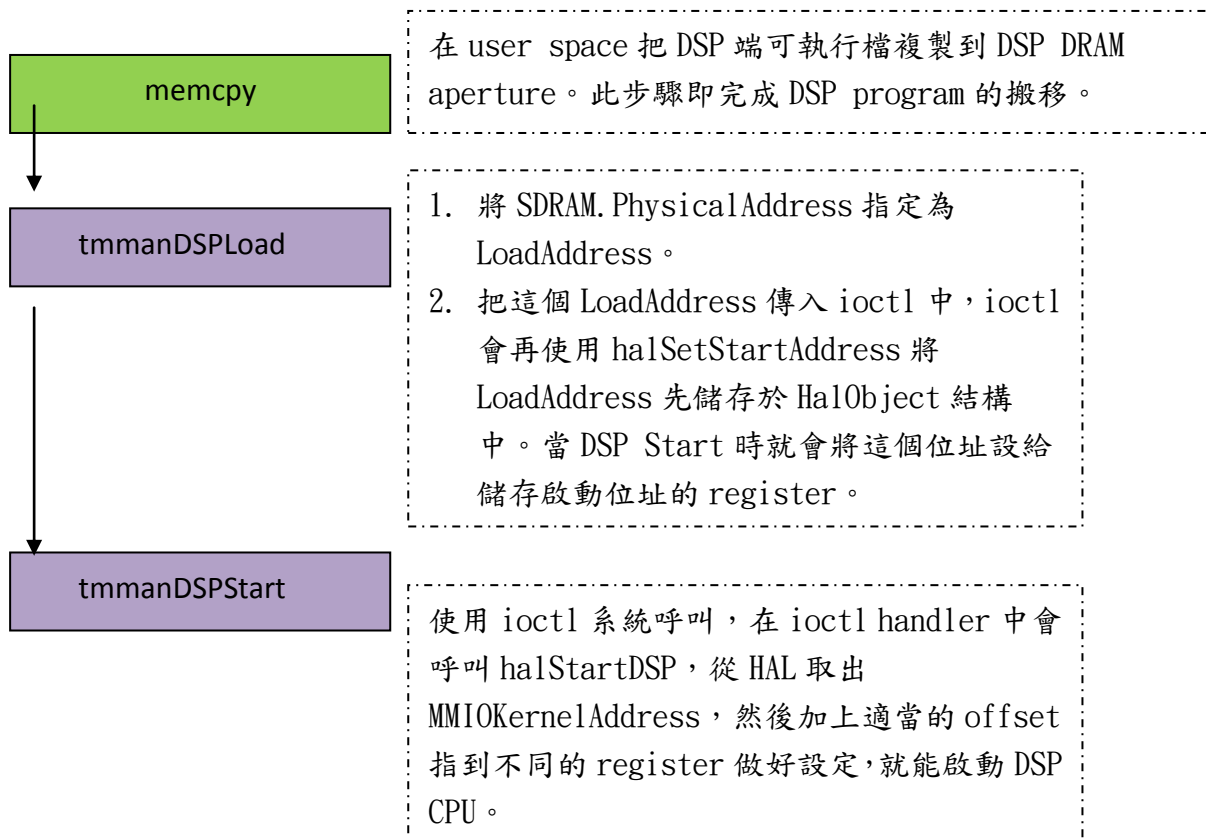 memcpy
在 user space 把 DSP 端可執行檔複製到 DSP DRAM
aperture。此步驟即完成 DSP program 的搬移。
tmmanDSPLoad
1. 將 SDRAM.PhysicalAddress 指定為
LoadAddress。
2. 把這個 LoadAddress 傳入 ioctl 中，ioctl
會再使用 halSetStartAddress 將
LoadAddress 先儲存於 HalObject 結構
中。當 DSP Start 時就會將這個位址設給
儲存啟動位址的 register。
tmmanDSPStart
使用 ioctl 系統呼叫，在 ioctl handler 中會
呼叫 halStartDSP，從 HAL 取出
MMIOKernelAddress，然後加上適當的 offset
指到不同的 register 做好設定，就能啟動 DSP
CPU。